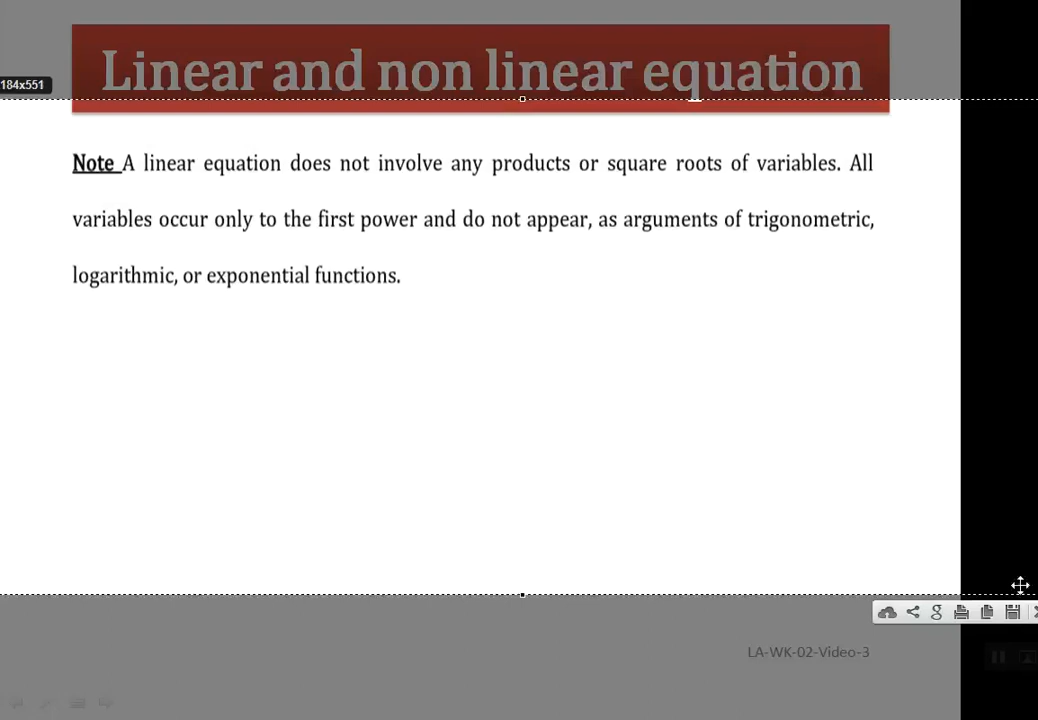 Linear and non linear equation
184x551
Note A linear equation does not involve any products or square roots of variables. All
variables occur only to the first power and do not appear, as arguments of trigonometric,
logarithmic, or exponential functions.
LA-WK-02-Video-3